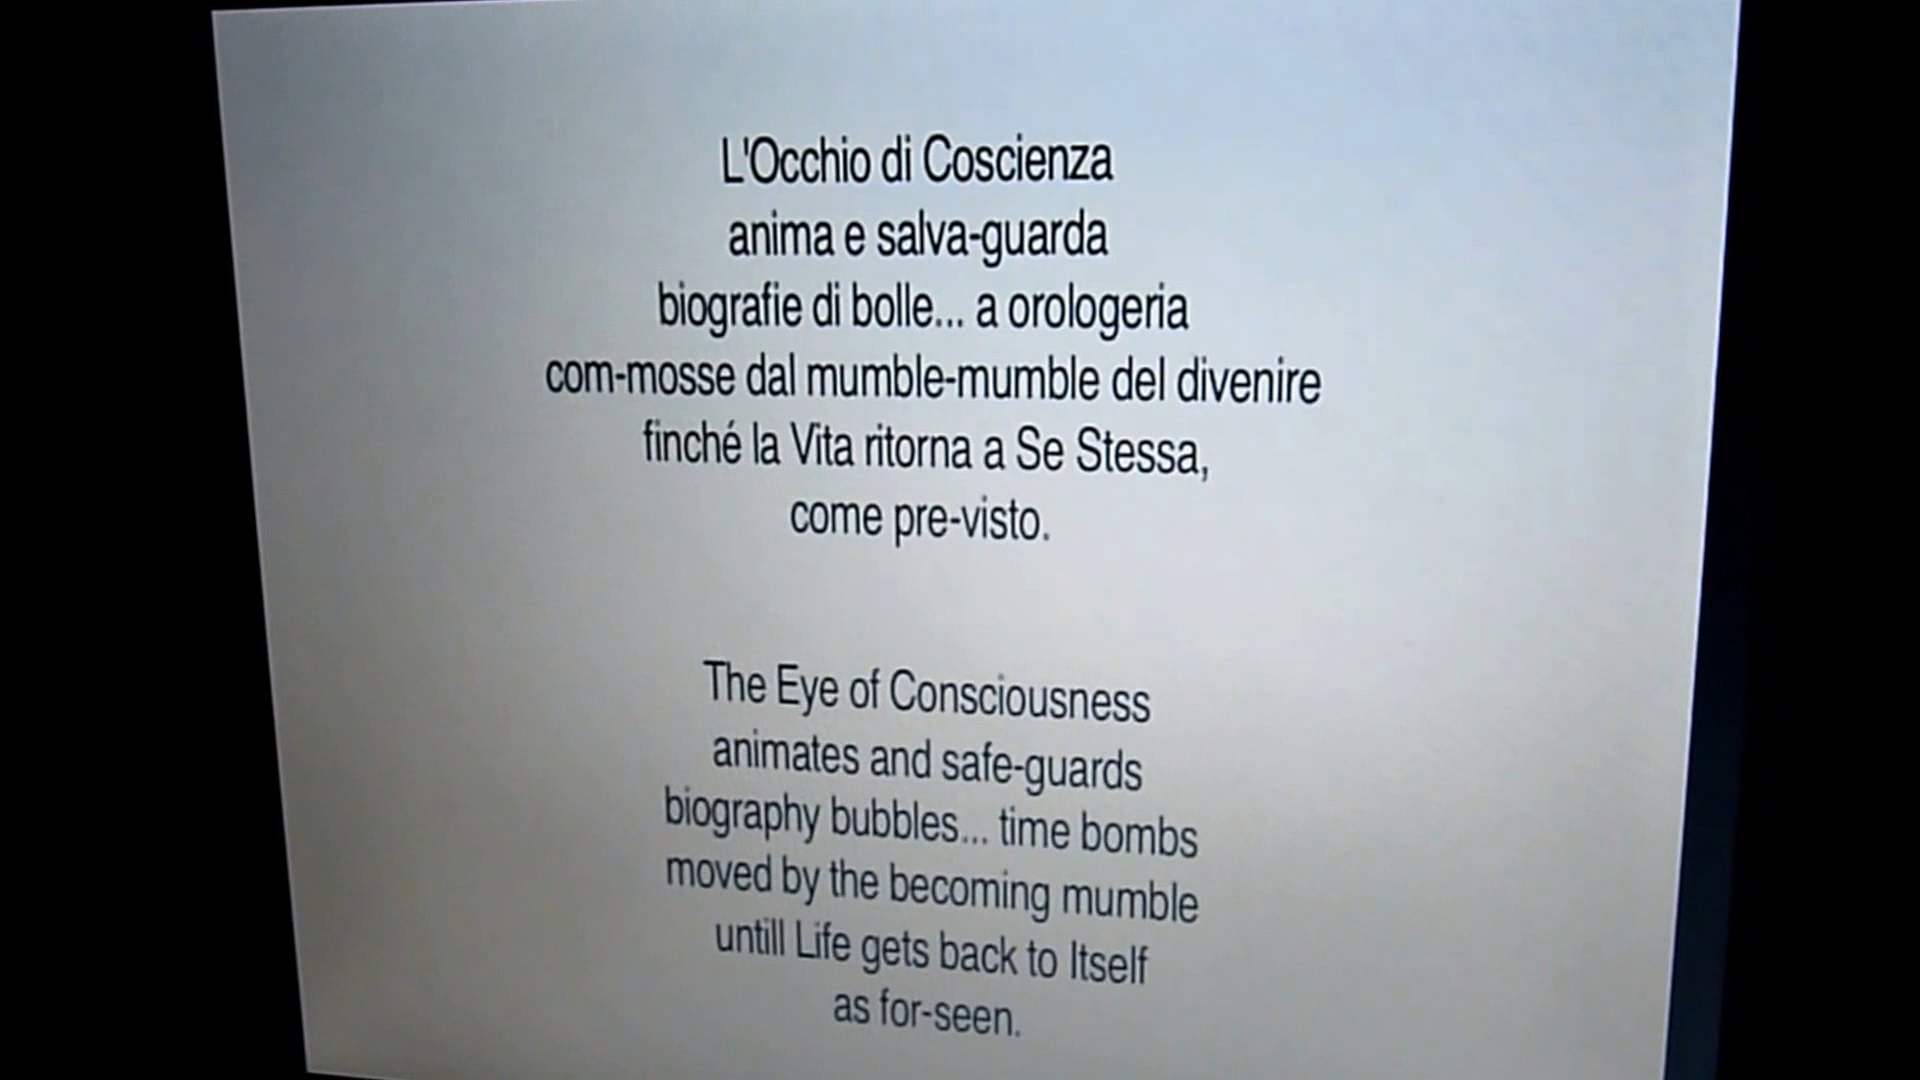 L'Occhio di Coscienza
anima e salva-guarda
biografie di bolle... a orologeria
com-mosse dal mumble-mumble del divenire
finché la Vita ritorna a Se Stessa,
come pre-visto.
The Eye of Consciousness
animates and safe-guards
biography bubbles... time bombs
moved by the becoming mumble
untill Life gets back to Itself
as for-seen.